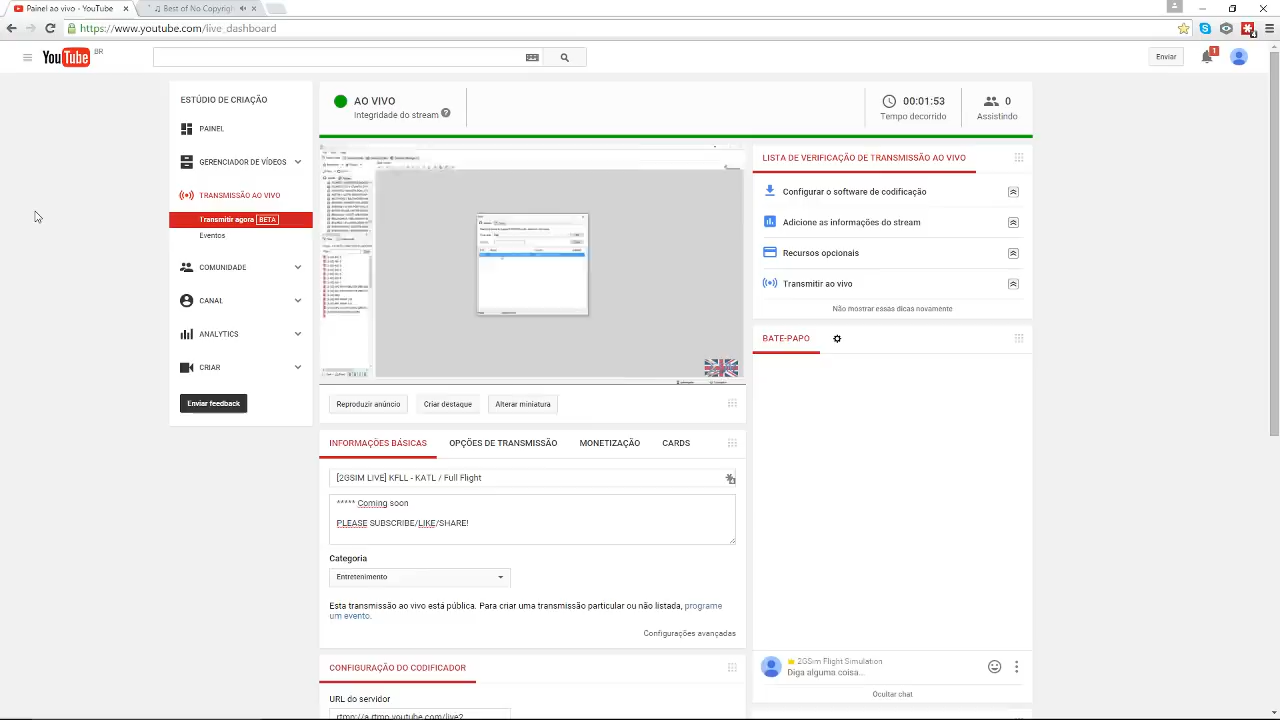 Painel ao vivo - YouTube
♫ Best of No Copyrigh
https://www.youtube.com/live_dashboard
YouTube BR
Enviar
1
ESTÚDIO DE CRIAÇÃO
PAINEL
GERENCIADOR DE VÍDEOS
TRANSMISSÃO AO VIVO
Transmitir agora BETA
Eventos
COMUNIDADE
CANAL
ANALYTICS
CRIAR
Enviar feedback
AO VIVO
Integridade do stream ?
00:01:53
Tempo decorrido
0
Assistindo
Reproduzir anúncio
Criar destaque
Alterar miniatura
INFORMAÇÕES BÁSICAS
OPÇÕES DE TRANSMISSÃO
MONETIZAÇÃO
CARDS
[2GSIM LIVE] KFLL - KATL / Full Flight
***** Coming soon
PLEASE SUBSCRIBE/LIKE/SHARE!
Categoria
Entretenimento
Esta transmissão ao vivo está pública. Para criar uma transmissão particular ou não listada, programe
um evento.
Configurações avançadas
CONFIGURAÇÃO DO CODIFICADOR
URL do servidor
rtmp://a.rtmp.youtube.com/live2
LISTA DE VERIFICAÇÃO DE TRANSMISSÃO AO VIVO
Configurar o software de codificação
Adicione as informações do stream
Recursos opcionais
Transmitir ao vivo
Não mostrar essas dicas novamente
BATE-PAPO
2GSim Flight Simulation
Diga alguma coisa...
Ocultar chat